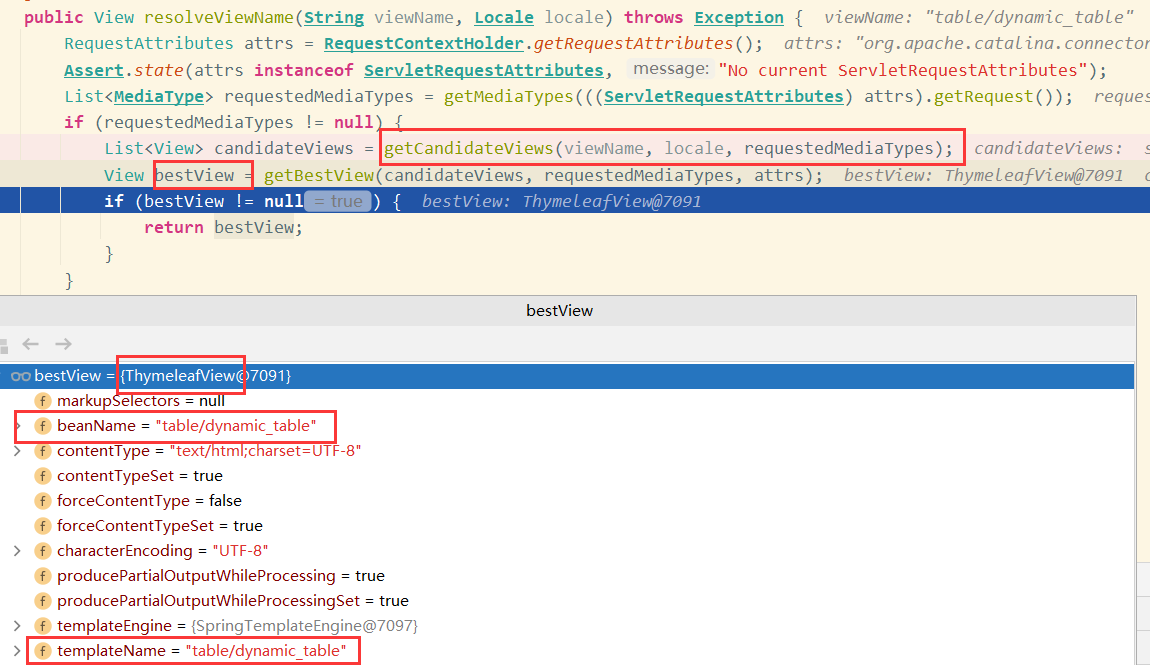 public View resolveViewName(String viewName, Locale locale) throws Exception { viewName: "table/dynamic_table"
RequestAttributes attrs = RequestContextHolder.getRequestAttributes(); attrs: "org.apache.catalina.connector
Assert.state(attrs instanceof ServletRequestAttributes, message: "No current ServletRequestAttributes");
List<MediaType> requestedMediaTypes = getMediaTypes(((ServletRequestAttributes) attrs).getRequest()); reques
if (requestedMediaTypes != null) {
List<View> candidateViews = getCandidateViews(viewName, locale, requestedMediaTypes); candidateViews: s
View bestView = getBestView(candidateViews, requestedMediaTypes, attrs); bestView: ThymeleafView@7091 c
if (bestView != null = true ) { bestView: ThymeleafView@7091
return bestView;
}
}
bestView
bestView = {ThymeleafView@7091}
f markupSelectors = null
f beanName = "table/dynamic_table"
f contentType = "text/html;charset=UTF-8"
f contentTypeSet = true
f forceContentType = false
f forceContentTypeSet = true
f characterEncoding = "UTF-8"
f producePartialOutputWhileProcessing = true
f producePartialOutputWhileProcessingSet = true
f templateEngine = {SpringTemplateEngine@7097}
f templateName = "table/dynamic_table"